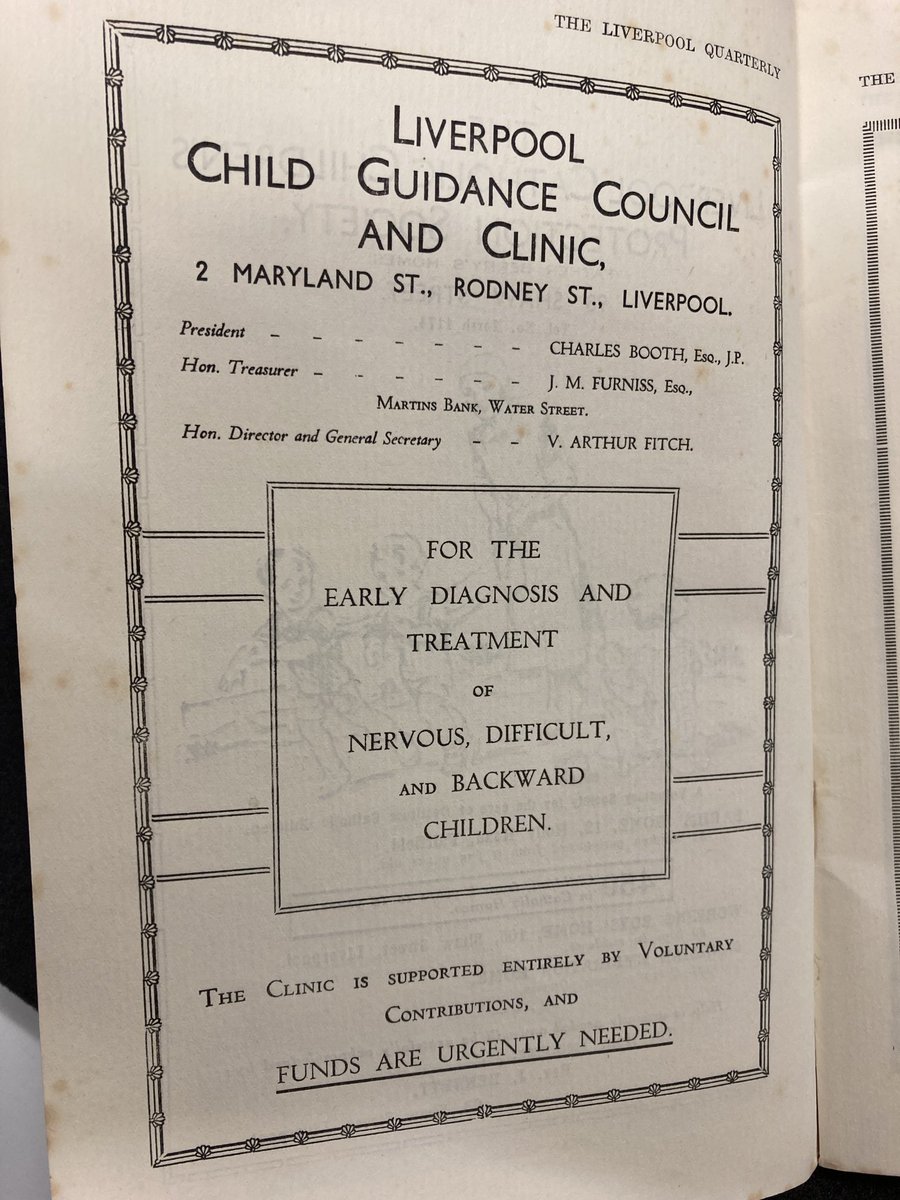 THE LIVERPOOL QUARTERLY
LIVERPOOL
CHILD GUIDANCE COUNCIL
AND CLINIC,
2 MARYLAND ST., RODNEY ST., LIVERPOOL.
President – – – – – – – CHARLES BOOTH, Esq., J.P.
Hon. Treasurer – – – – – – J. M. FURNISS, Esq.,
MARTINS BANK, WATER STREET.
Hon. Director and General Secretary – – V. ARTHUR FITCH.
FOR THE
EARLY DIAGNOSIS AND
TREATMENT
OF
NERVOUS, DIFFICULT,
AND BACKWARD
CHILDREN.
THE CLINIC IS SUPPORTED ENTIRELY BY VOLUNTARY
CONTRIBUTIONS, AND
FUNDS ARE URGENTLY NEEDED.
THE